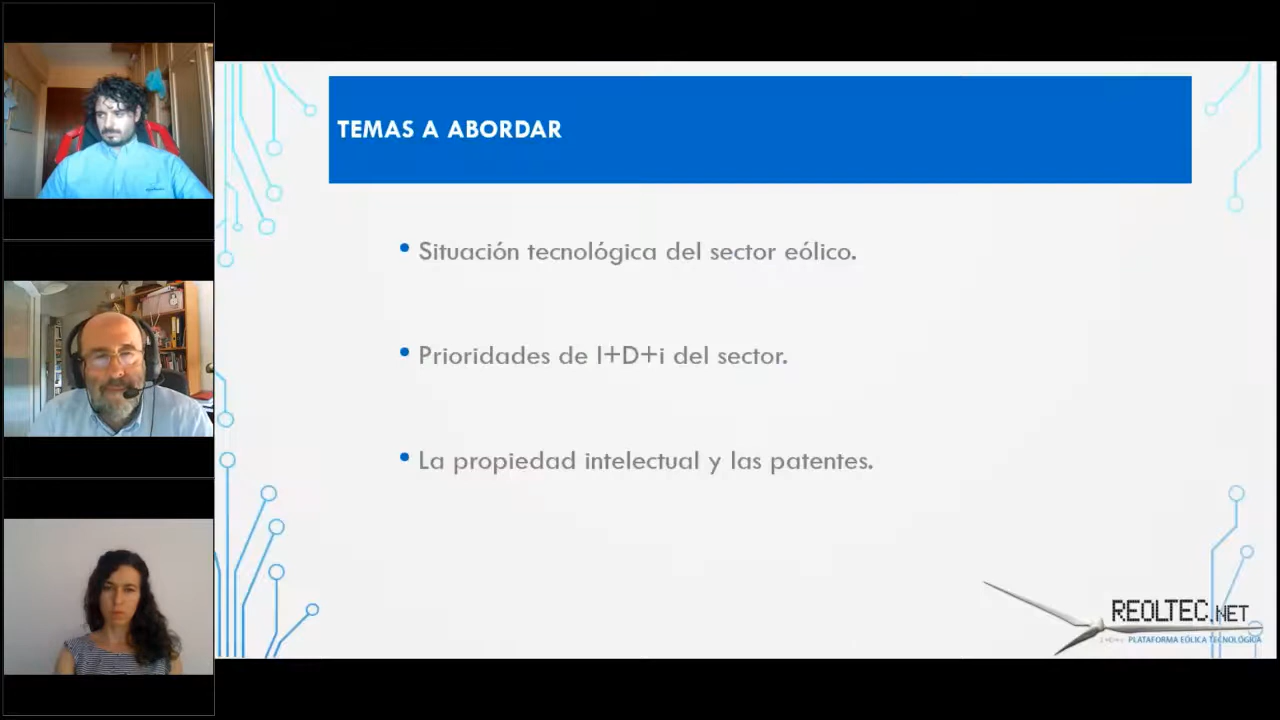 TEMAS A ABORDAR
• Situación tecnológica del sector eólico.
• Prioridades de I+D+i del sector.
• La propiedad intelectual y las patentes.
REOLTEC.NET
PLATAFORMA EÓLICA TECNOLÓGICA